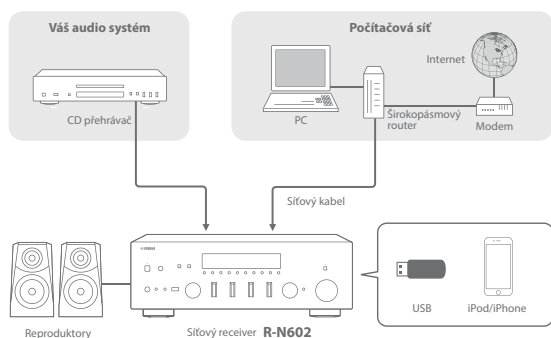 Váš audio systém
Počítačová síť
Internet
CD přehrávač
PC
Širokopásmový
router
Modem
Síťový kabel
YAMAHA
USB
iPod/iPhone
Reproduktory
Síťový receiver R-N602